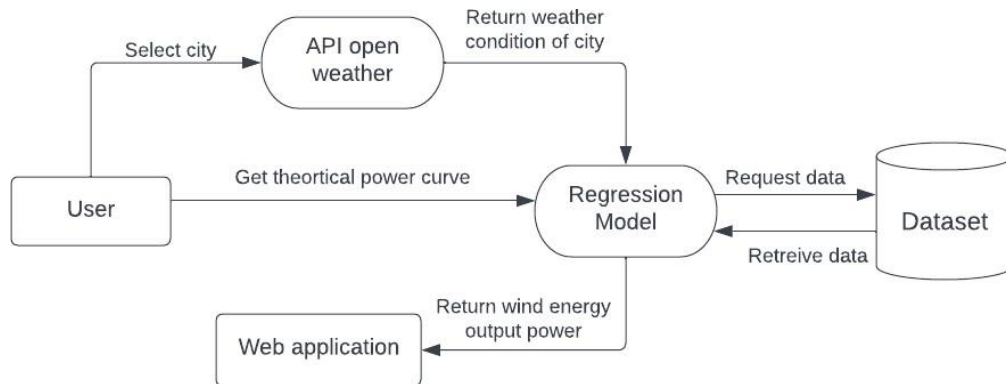 Return weather
condition of city
Select city
API open
weather
Get theortical power curve
User
Regression
Model
Request data
Dataset
Retreive data
Return wind energy
output power
Web application